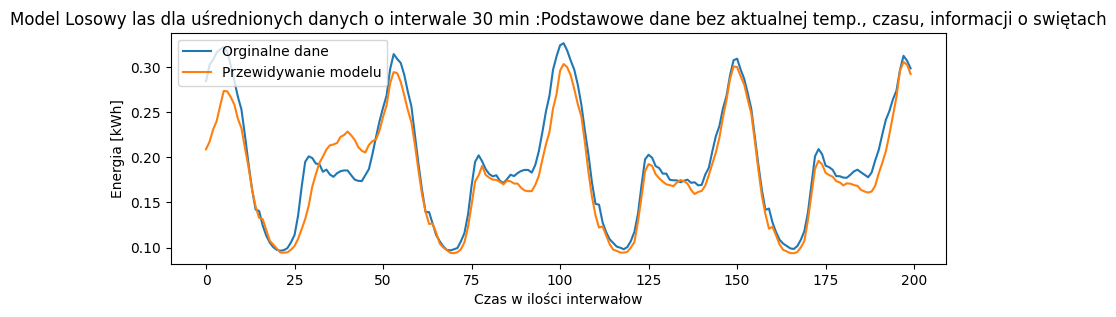 Model Losowy las dla uśrednionych danych o interwale 30 min :Podstawowe dane bez aktualnej temp., czasu, informacji o swiętach
Orginalne dane
Przewidywanie modelu
Energia [kWh]
0.30
0.25
0.20
0.15
0.10
0 25 50 75 100 125 150 175 200
Czas w ilości interwałow